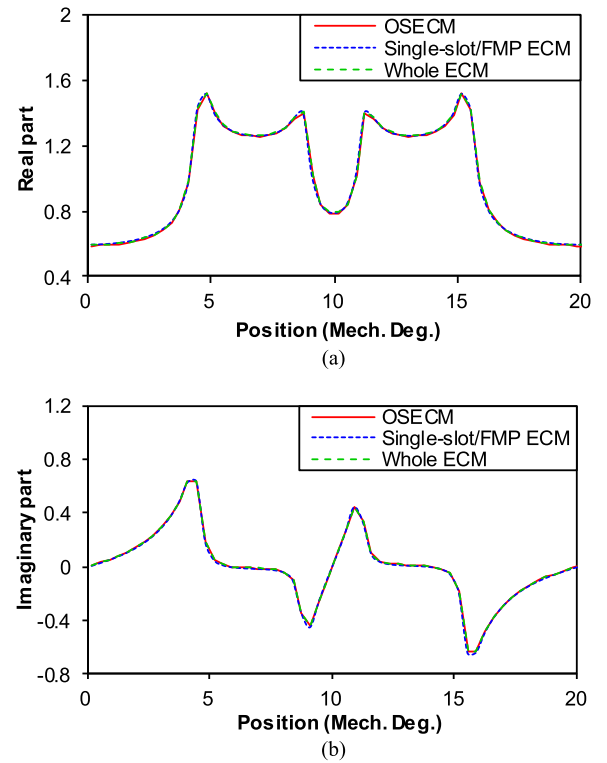 2
1.6
1.2
0.8
0.4
Real part
OSECM
Single-slot/FMP ECM
Whole ECM
0 5 10 15 20
Position (Mech. Deg.)
(a)
1.2
0.8
0.4
0
-0.4
-0.8
Imaginary part
OSECM
Single-slot/FMP ECM
Whole ECM
0 5 10 15 20
Position (Mech. Deg.)
(b)